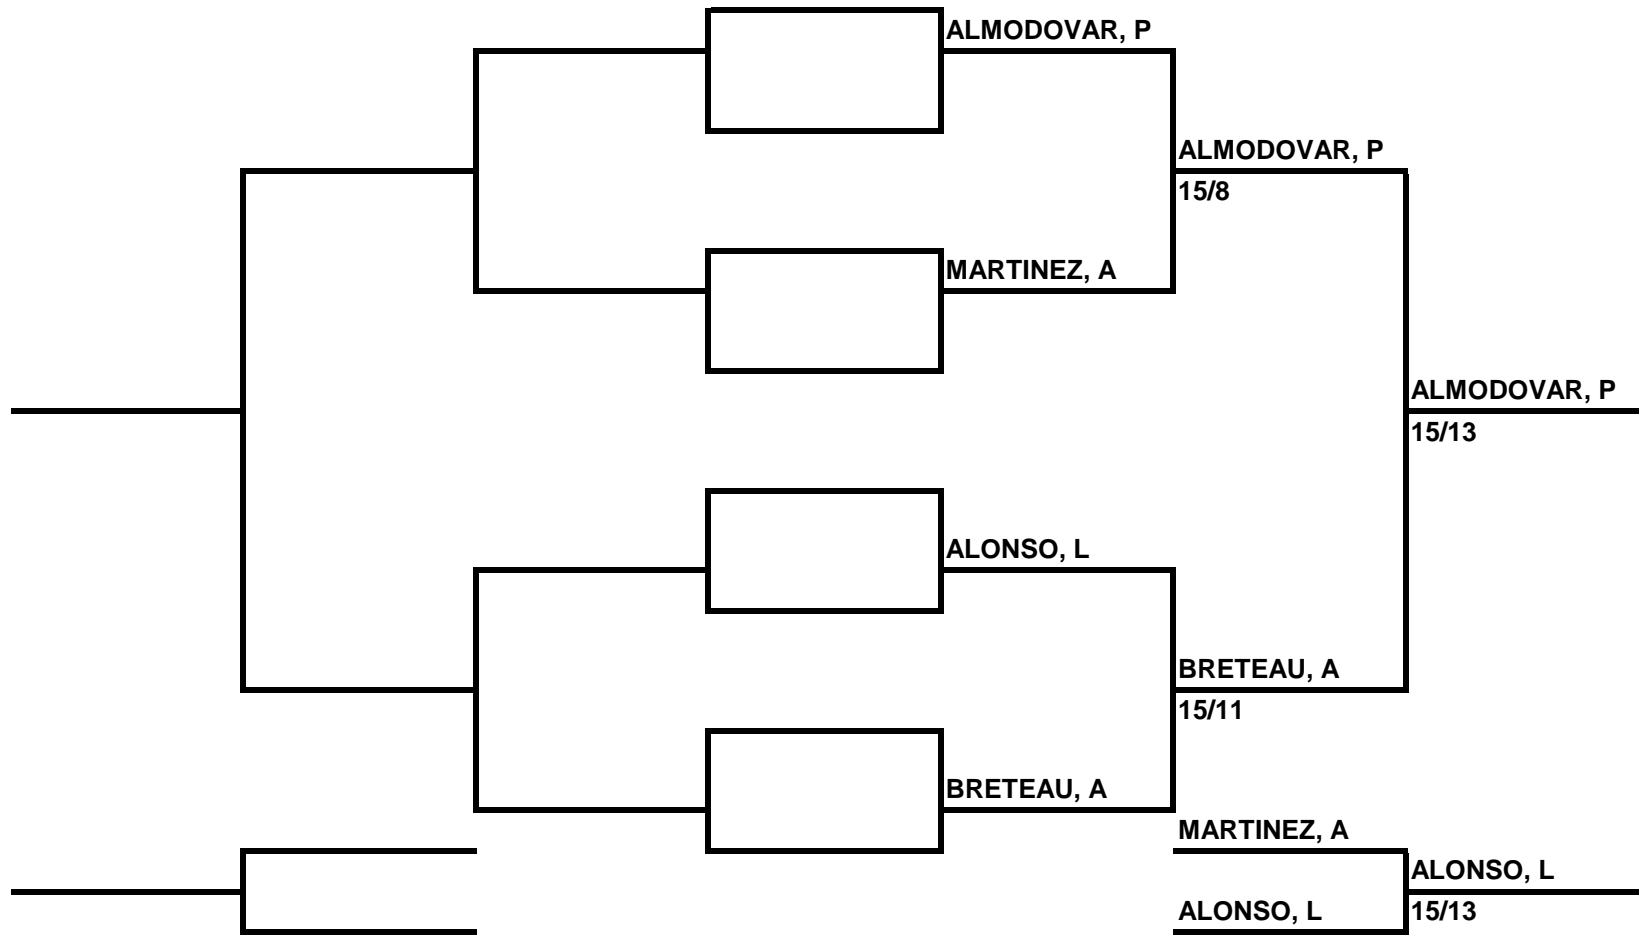 ALMODOVAR, P
ALMODOVAR, P
15/8
MARTINEZ, A
ALMODOVAR, P
15/13
ALONSO, L
BRETEAU, A
15/11
BRETEAU, A
MARTINEZ, A
ALONSO, L
ALONSO, L
15/13